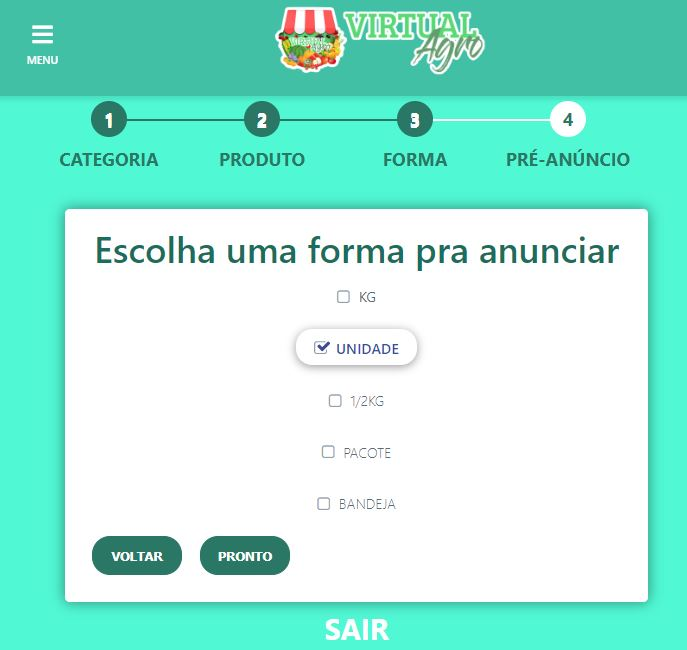 MENU
VIRTUAL
Agro
1
2
3
4
CATEGORIA
PRODUTO
FORMA
PRÉ-ANÚNCIO
Escolha uma forma pra anunciar
KG
UNIDADE
1/2KG
PACOTE
BANDEJA
VOLTAR
PRONTO
SAIR